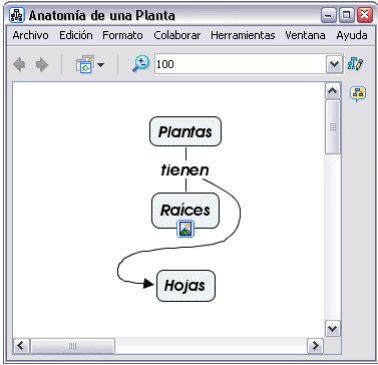 Anatomía de una Planta
Archivo Edición Formato Colaborar Herramientas Ventana Ayuda
100
Plantas
tienen
Raíces
Hojas